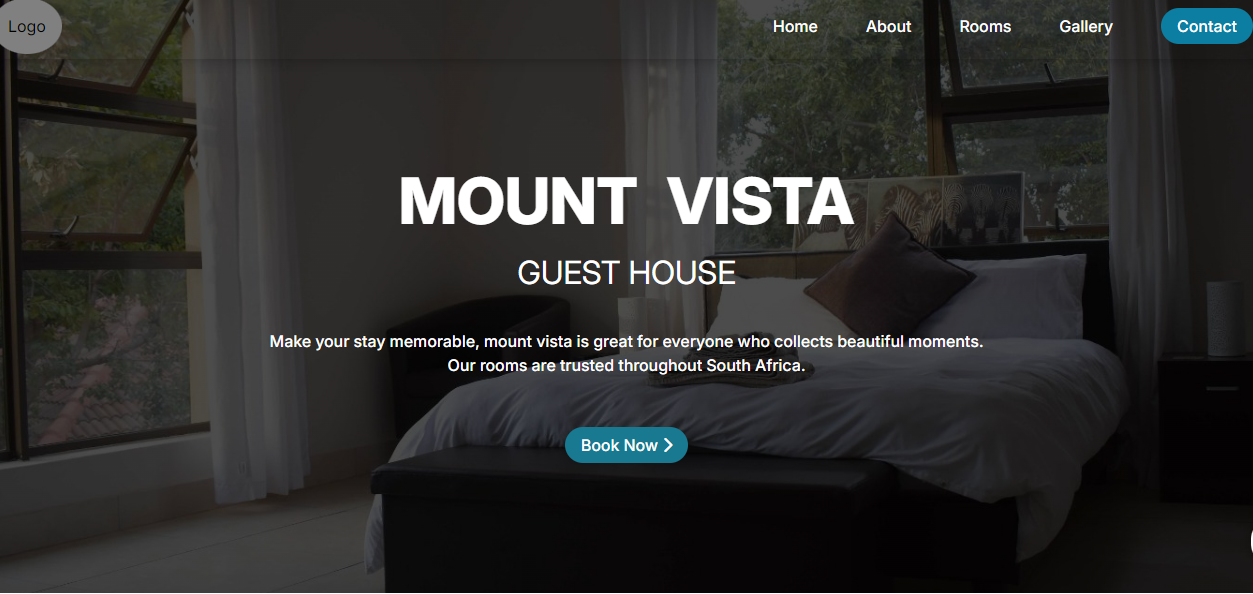 Logo
Home About Rooms Gallery Contact
MOUNT VISTA
GUEST HOUSE
Make your stay memorable, mount vista is great for everyone who collects beautiful moments.
Our rooms are trusted throughout South Africa.
Book Now